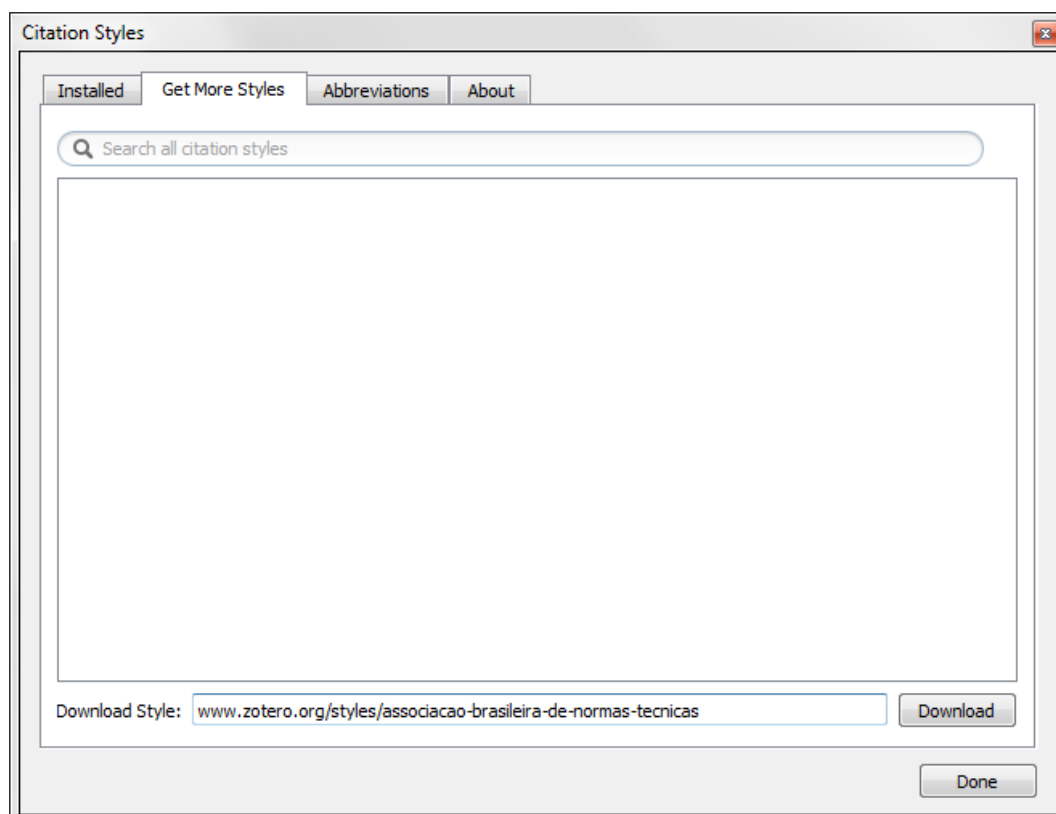 Citation Styles
Installed Get More Styles Abbreviations About
Search all citation styles
Download Style: www.zotero.org/styles/associacao-brasileira-de-normas-tecnicas Download
Done